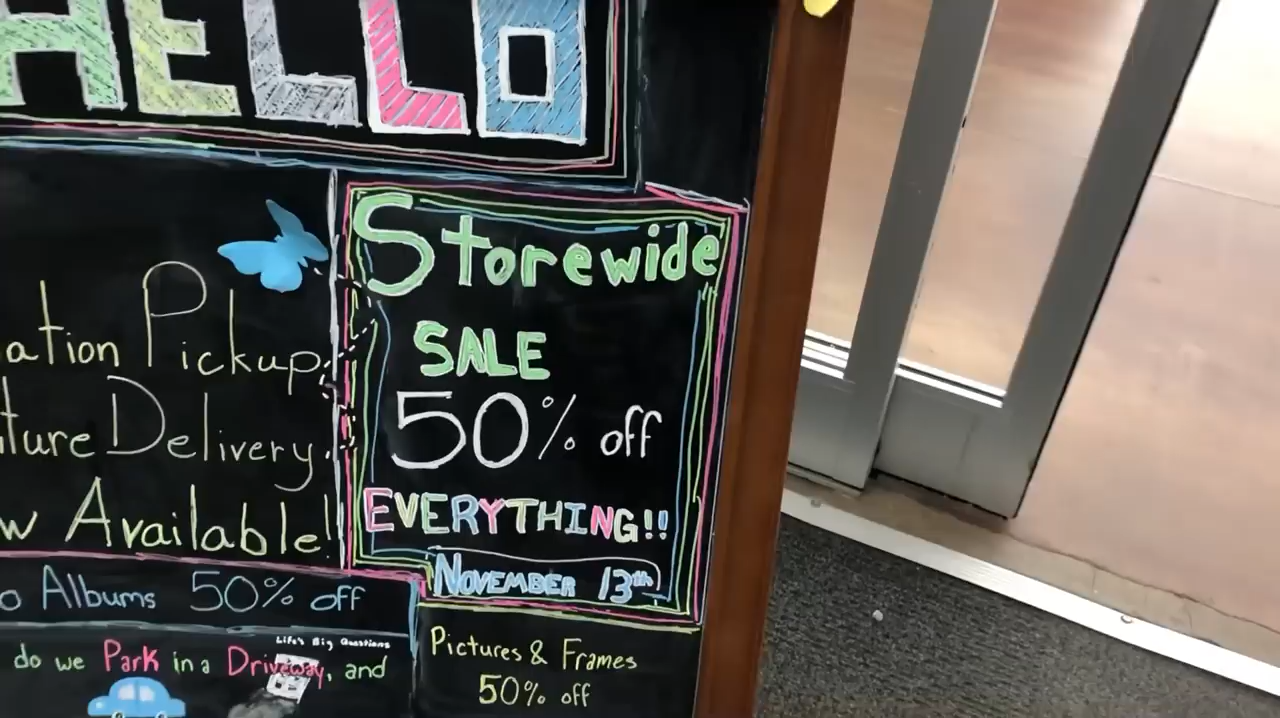 HELLO
Storewide
SALE
50% off
EVERYTHING!!
NOVEMBER 13th
ation Pickup
ture Delivery
w Available!
o Albums 50% off
Life's Big Questions
do we Park in a Driveway, and
Pictures & Frames
50% off